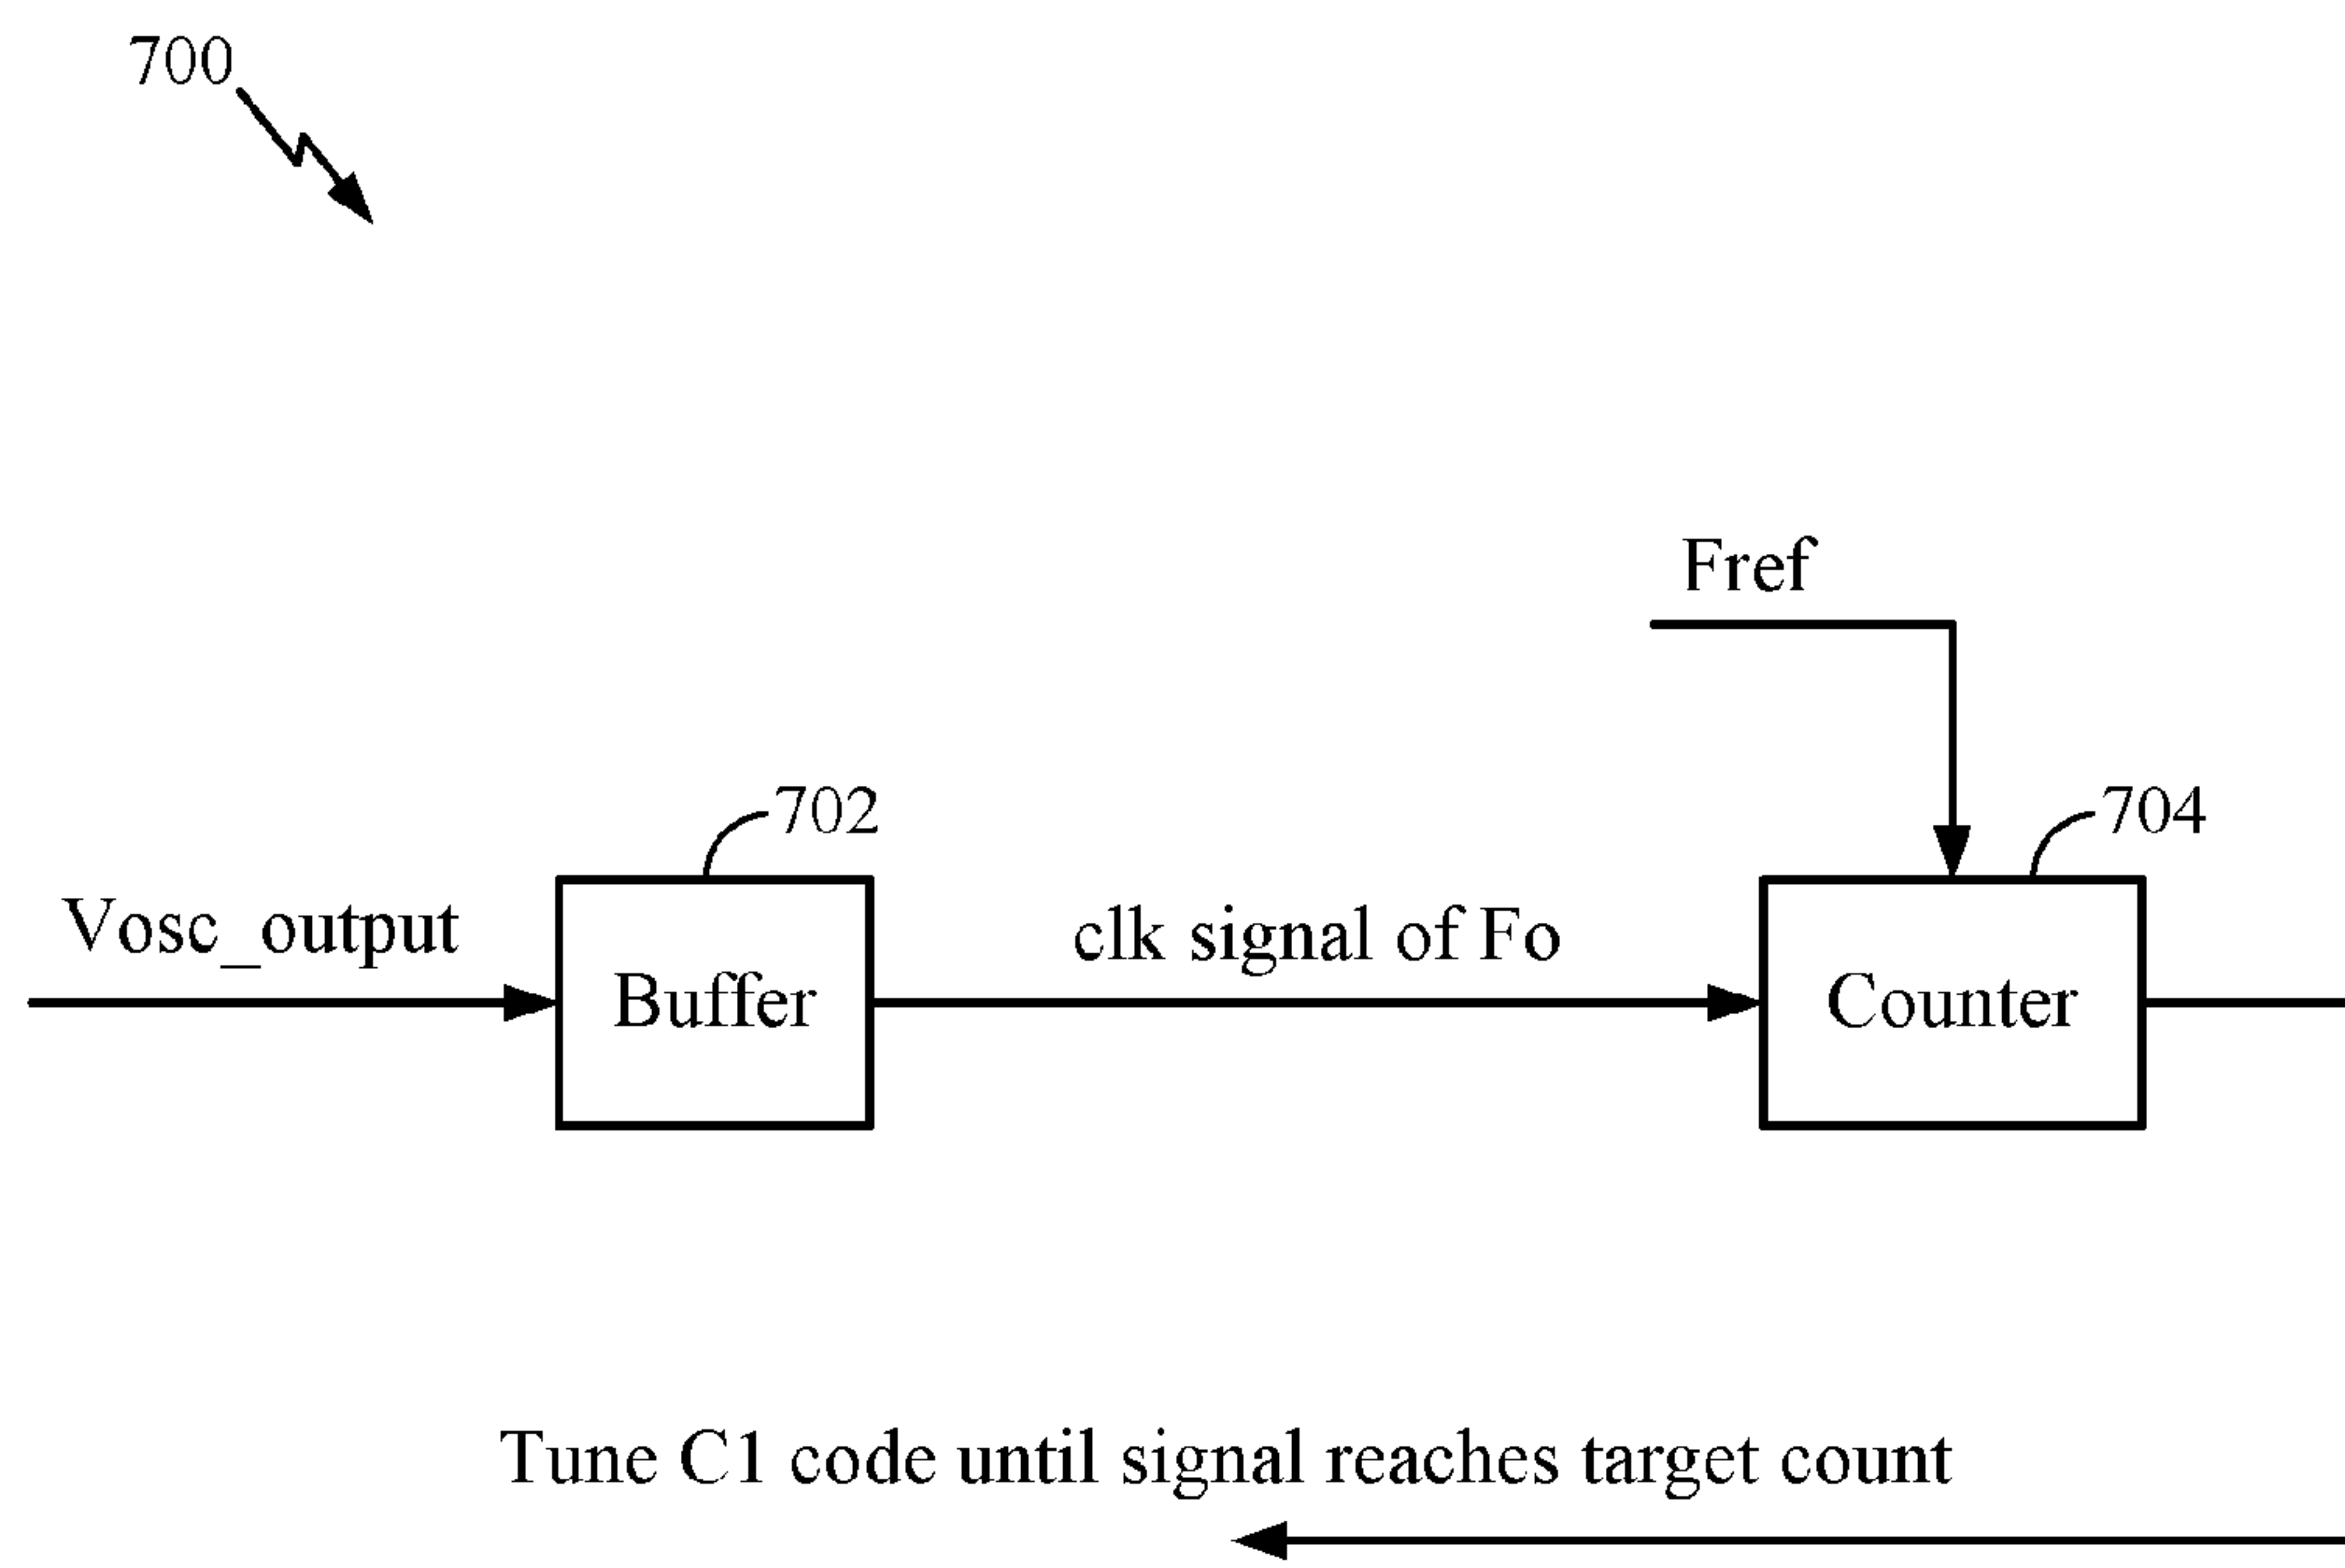 700
Fref
702
704
Vosc_output
clk signal of Fo
Buffer
Counter
Tune C1 code until signal reaches target count